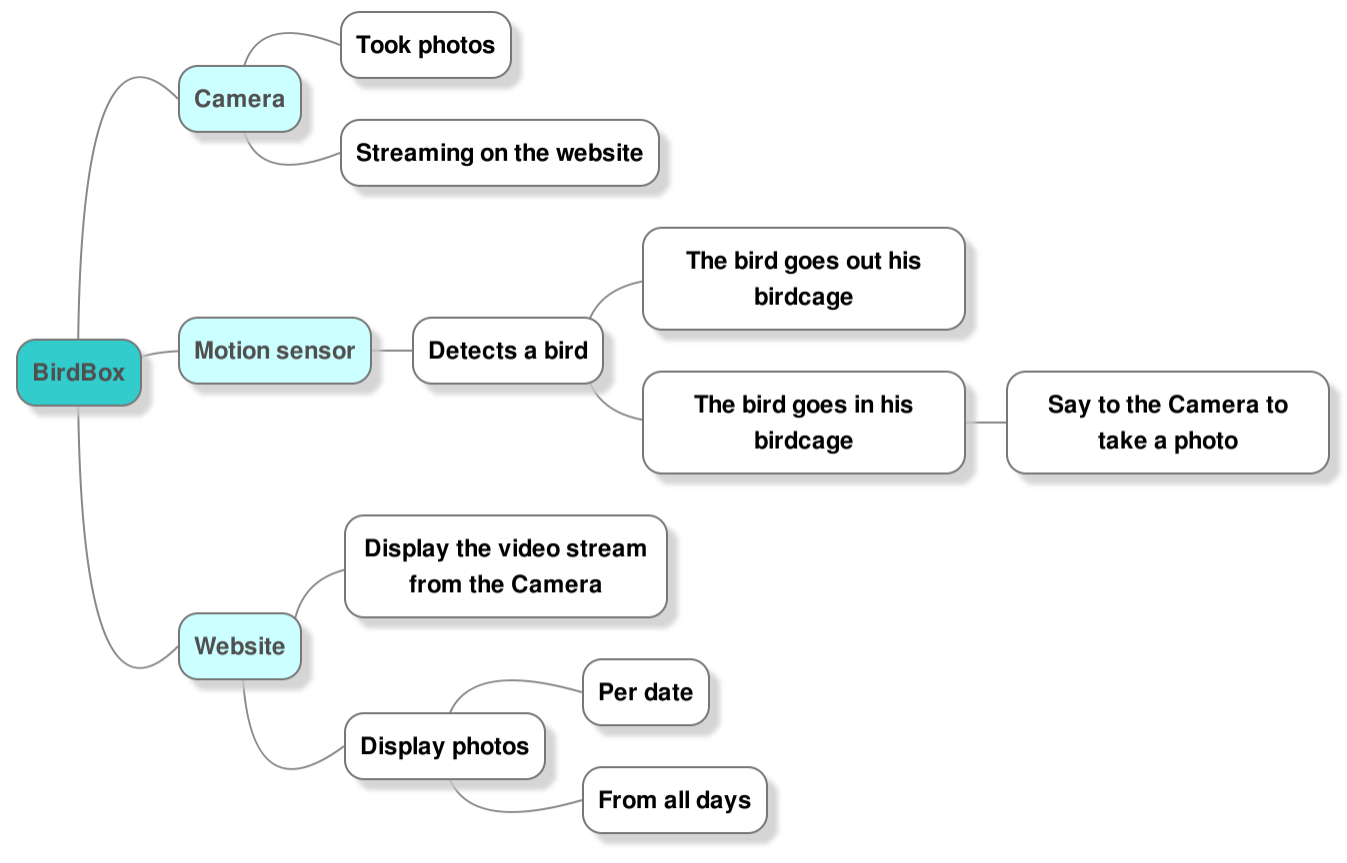 Took photos
Camera
Streaming on the website
The bird goes out his
birdcage
Motion sensor
Detects a bird
BirdBox
The bird goes in his
birdcage
Say to the Camera to
take a photo
Display the video stream
from the Camera
Website
Per date
Display photos
From all days